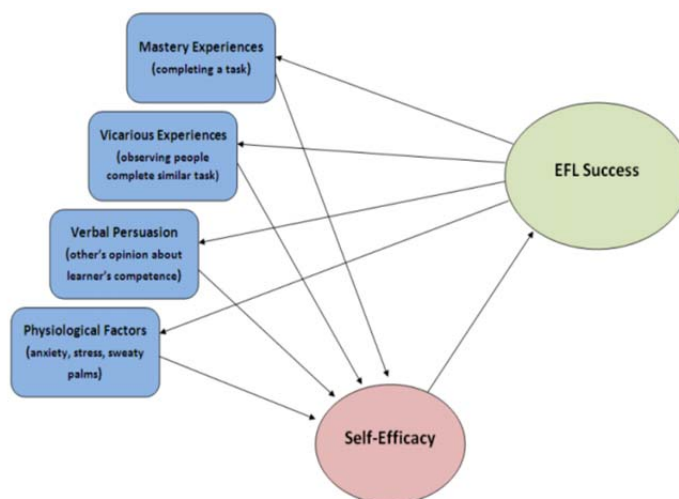 Mastery Experiences
(completing a task)
Vicarious Experiences
(observing people
complete similar task)
Verbal Persuasion
(other's opinion about
learner's competence)
Physiological Factors
(anxiety, stress, sweaty
palms)
EFL Success
Self-Efficacy